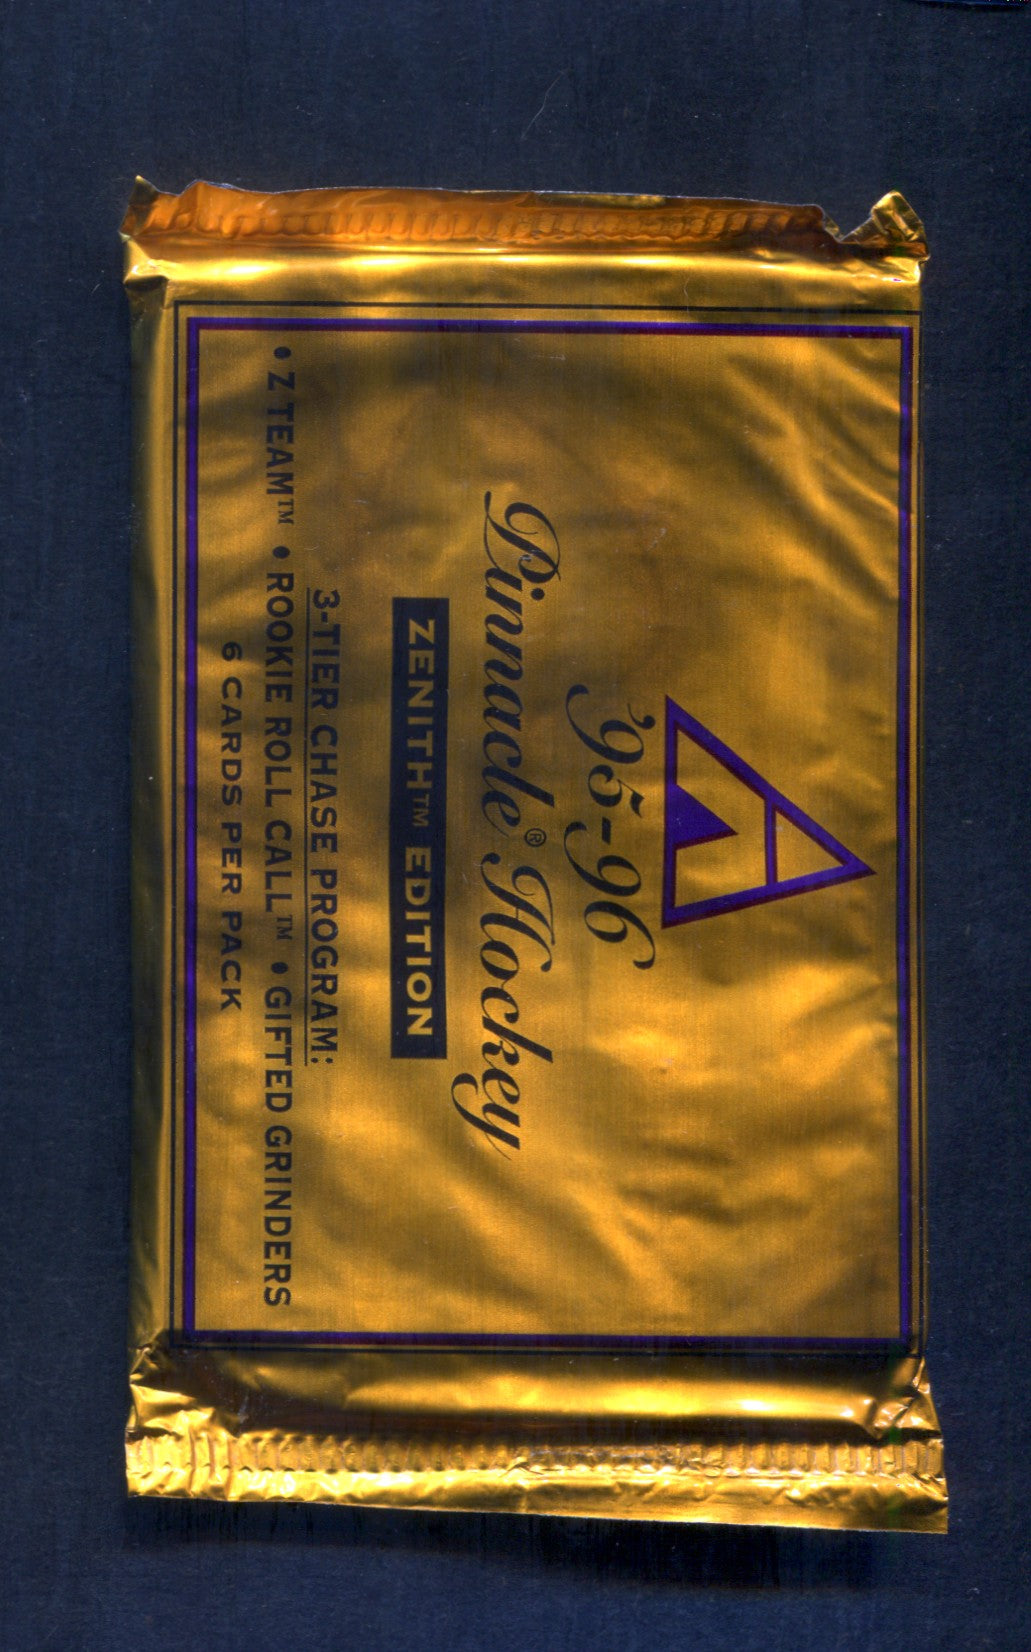 '95-96
Pinnacle® Hockey
ZENITH™ EDITION
3-TIER CHASE PROGRAM:
• Z TEAM™ • ROOKIE ROLL CALL™ • GIFTED GRINDERS
6 CARDS PER PACK